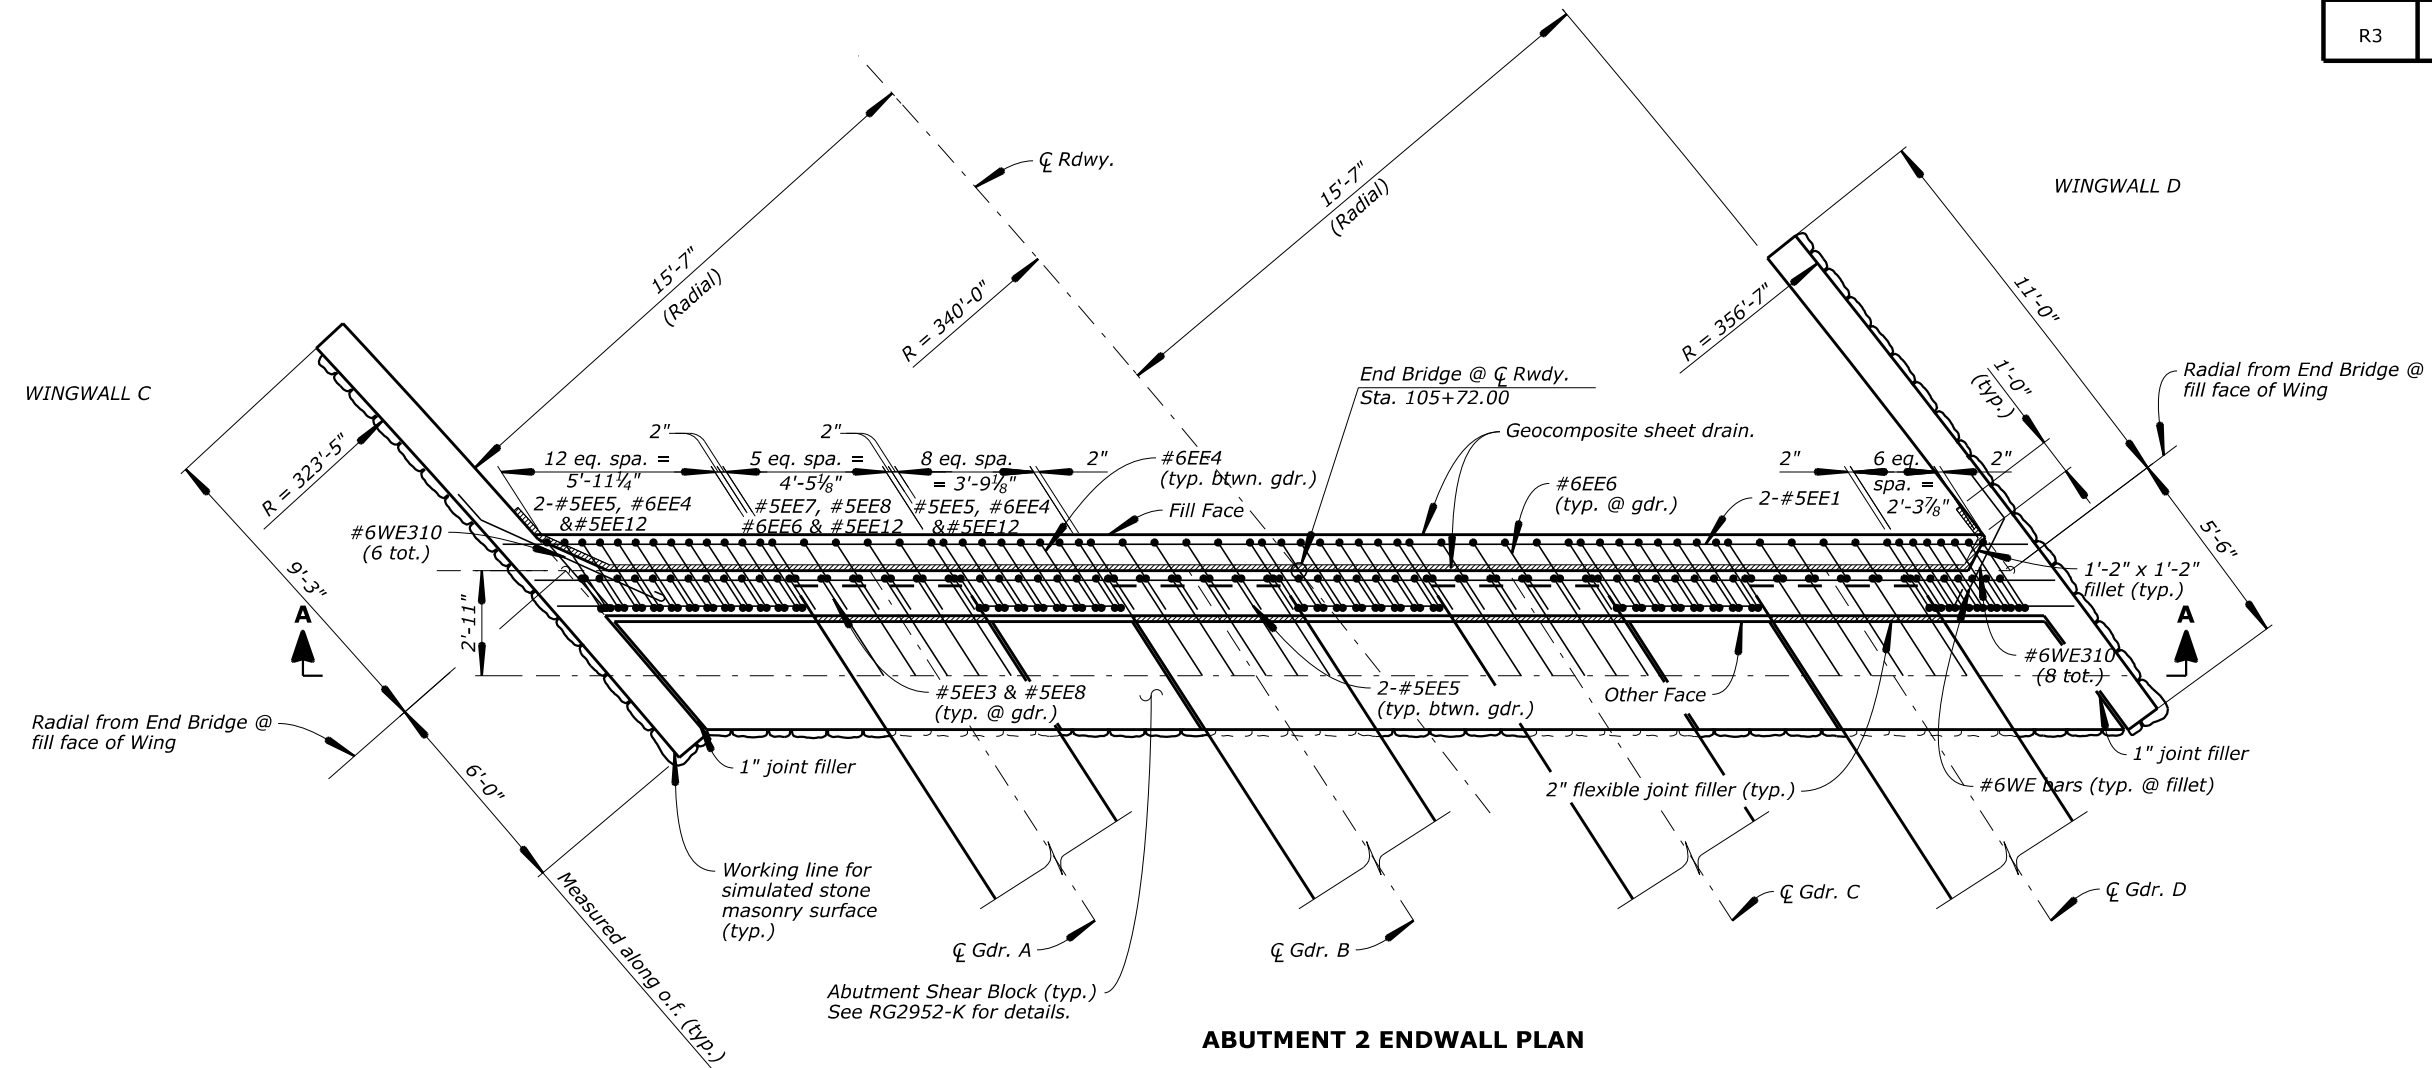 R3
℄ Rdwy.
15'-7"
(Radial)
15'-7"
(Radial)
WINGWALL D
R = 340'-0"
R = 356'-7"
11'-0"
WINGWALL C
End Bridge @ ℄ Rwdy.
Sta. 105+72.00
1'-0"
(typ.)
Radial from End Bridge @
fill face of Wing
R = 323'-5"
2"
2"
Geocomposite sheet drain.
12 eq. spa. =
5'-11¼"
2-#5EE5, #6EE4
&#5EE12
5 eq. spa. =
4'-5⅛"
#5EE7, #5EE8
#6EE6 & #5EE12
8 eq. spa.
= 3'-9⅛"
#5EE5, #6EE4
&#5EE12
2"
#6EE4
(typ. btwn. gdr.)
Fill Face
#6EE6
(typ. @ gdr.)
2-#5EE1
2"
6 eq.
spa. =
2'-3⅞"
2"
#6WE310
(6 tot.)
9'-3"
5'-6"
1'-2" x 1'-2"
fillet (typ.)
A
2'-11"
A
#6WE310
(8 tot.)
#5EE3 & #5EE8
(typ. @ gdr.)
2-#5EE5
(typ. btwn. gdr.)
Other Face
Radial from End Bridge @
fill face of Wing
6'-0"
1" joint filler
1" joint filler
2" flexible joint filler (typ.)
#6WE bars (typ. @ fillet)
Working line for
simulated stone
masonry surface
(typ.)
Measured along o.f. (typ.)
℄ Gdr. A
℄ Gdr. B
℄ Gdr. C
℄ Gdr. D
Abutment Shear Block (typ.)
See RG2952-K for details.
ABUTMENT 2 ENDWALL PLAN